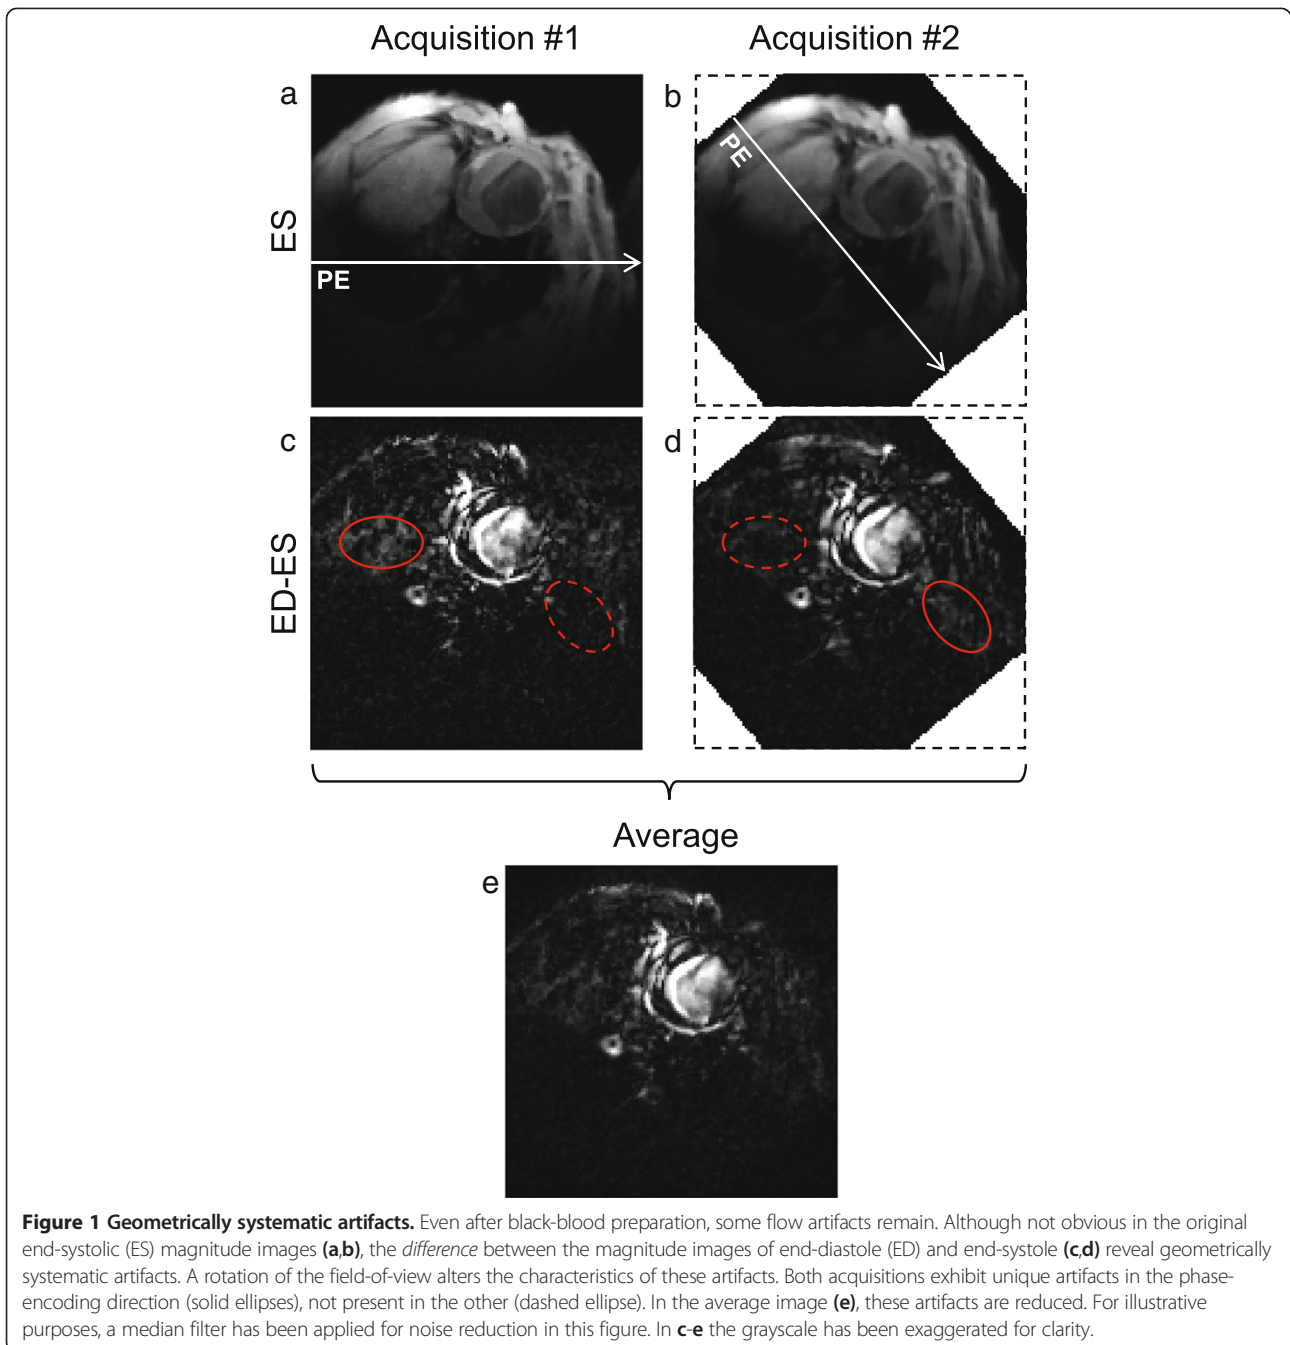 Acquisition #1
Acquisition #2
a
b
ES
PE
PE
c
d
ED-ES
Average
e
Figure 1 Geometrically systematic artifacts. Even after black-blood preparation, some flow artifacts remain. Although not obvious in the original
end-systolic (ES) magnitude images (a,b), the difference between the magnitude images of end-diastole (ED) and end-systole (c,d) reveal geometrically
systematic artifacts. A rotation of the field-of-view alters the characteristics of these artifacts. Both acquisitions exhibit unique artifacts in the phase-
encoding direction (solid ellipses), not present in the other (dashed ellipse). In the average image (e), these artifacts are reduced. For illustrative
purposes, a median filter has been applied for noise reduction in this figure. In c-e the grayscale has been exaggerated for clarity.